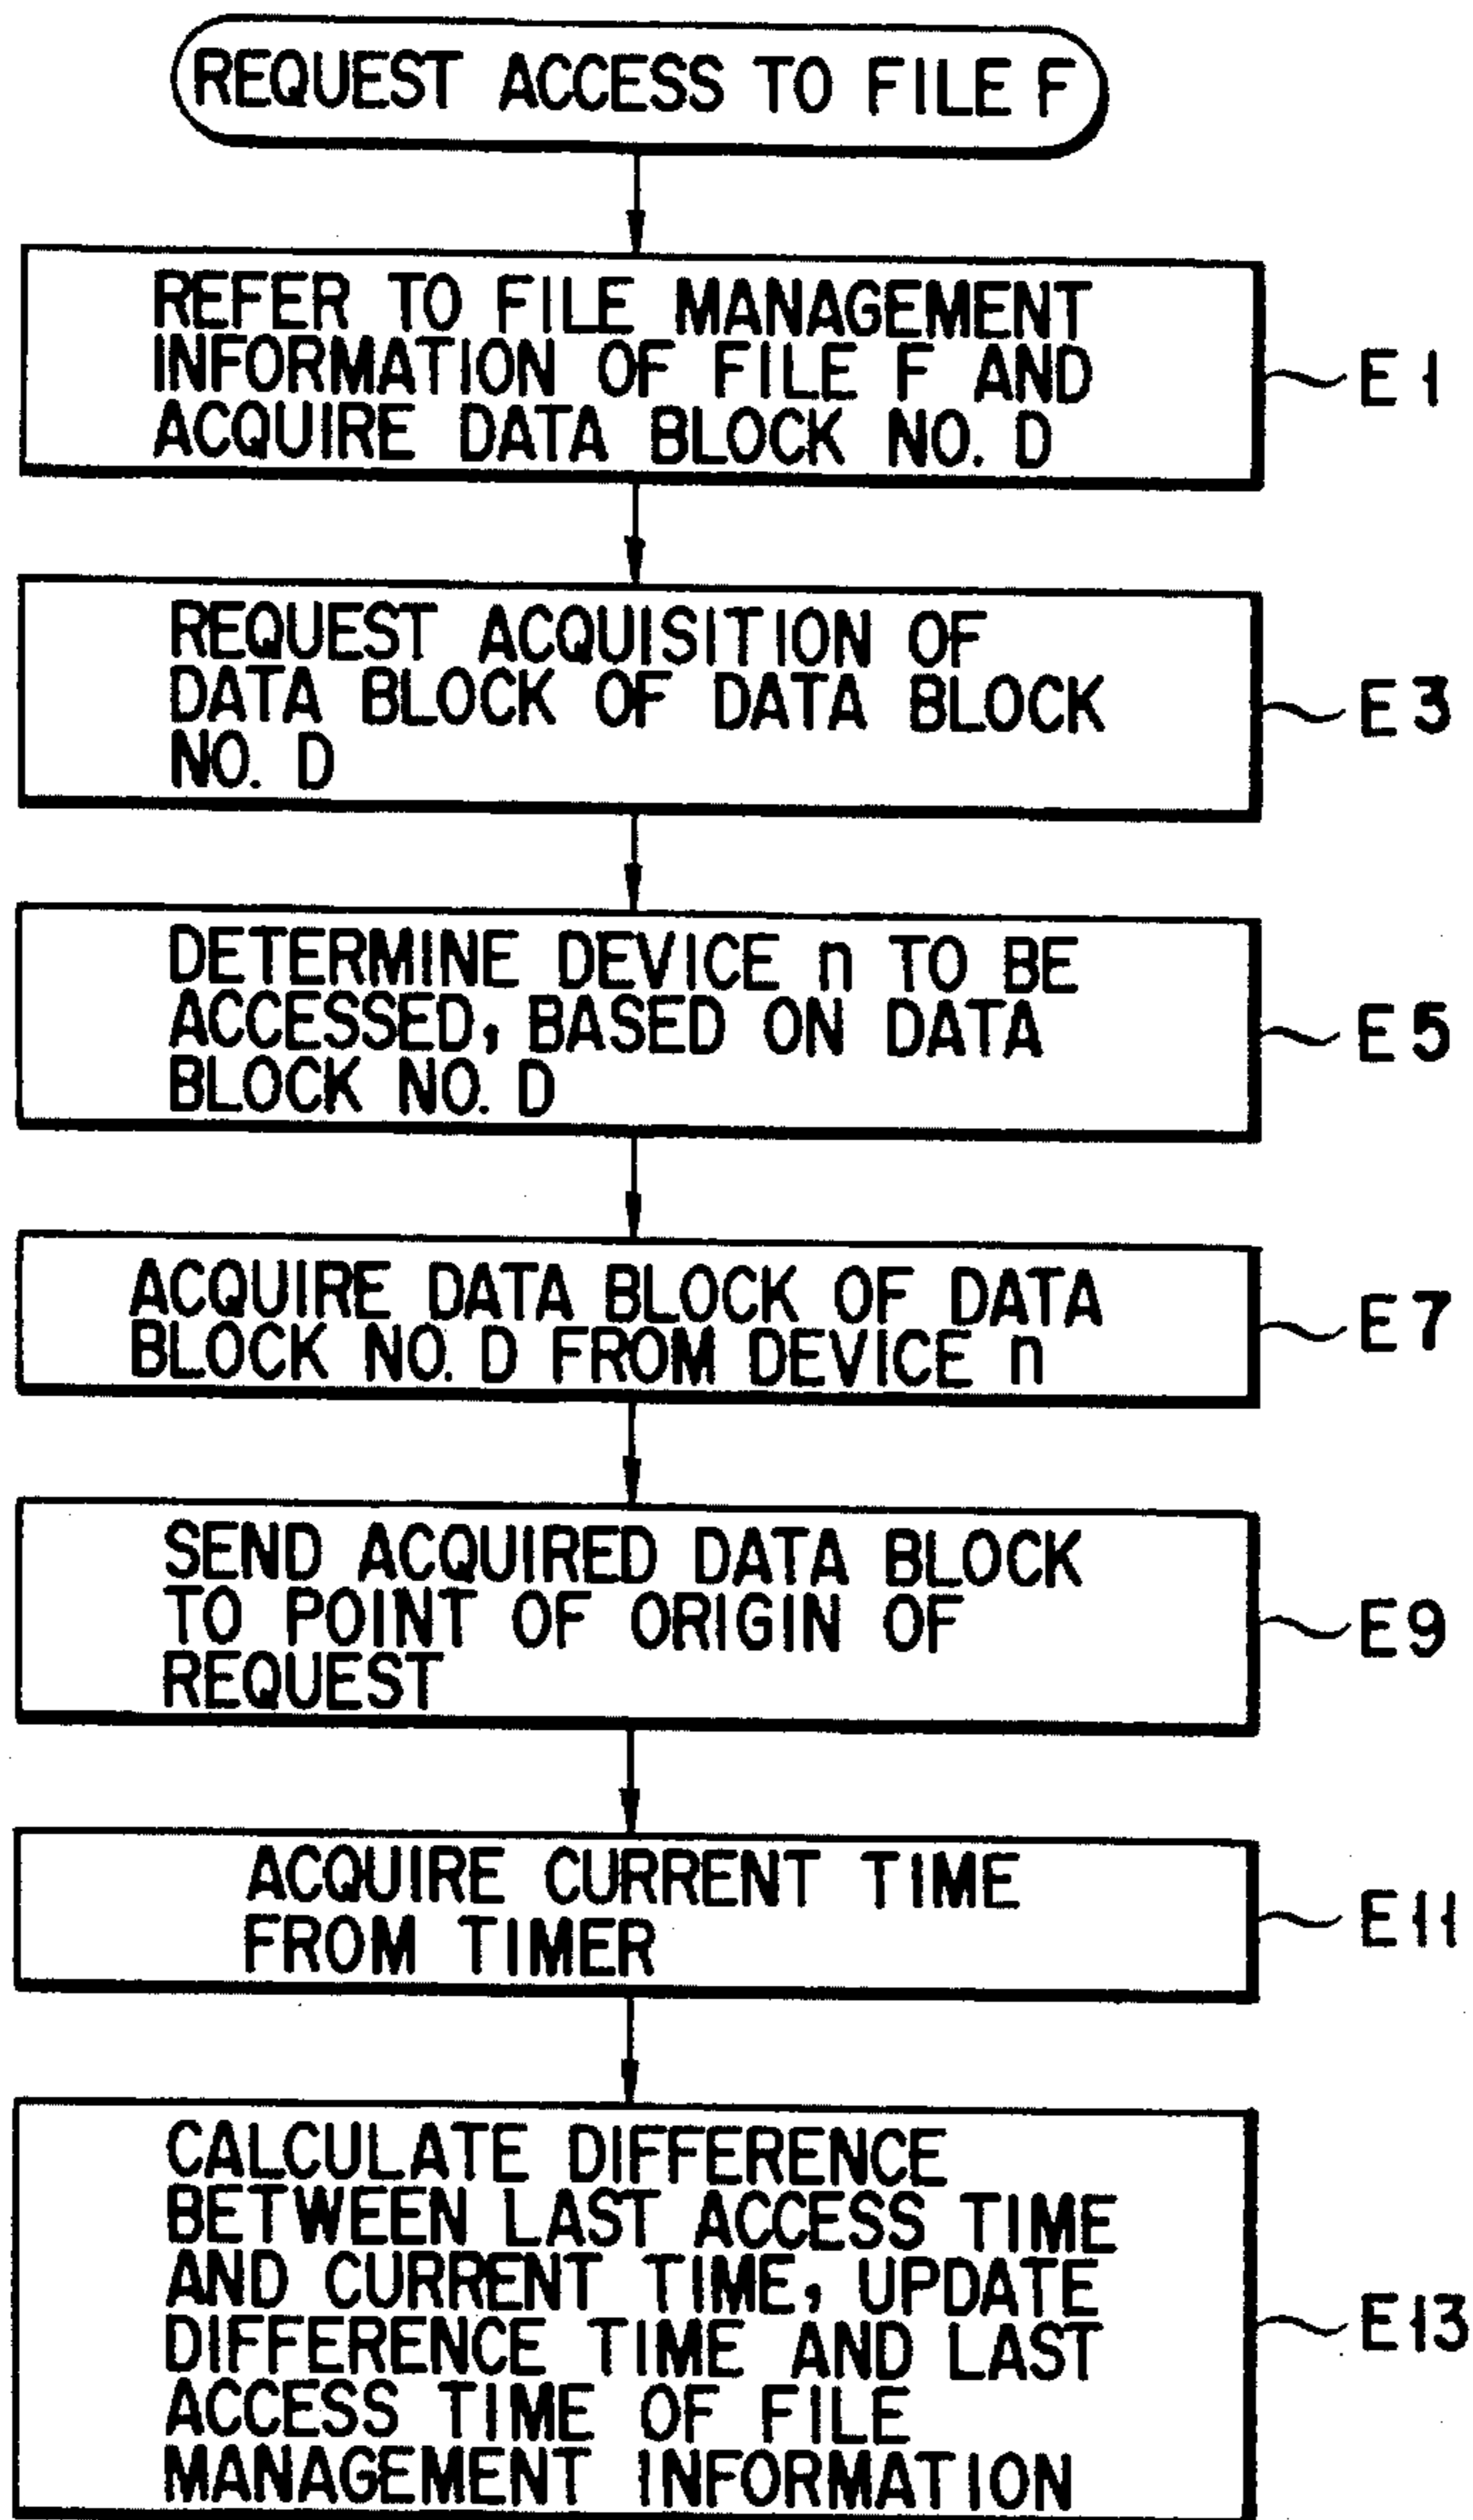 REQUEST ACCESS TO FILE F
REFER TO FILE MANAGEMENT
INFORMATION OF FILE F AND
ACQUIRE DATA BLOCK NO. D
E1
REQUEST ACQUISITION OF
DATA BLOCK OF DATA BLOCK
NO. D
E3
DETERMINE DEVICE n TO BE
ACCESSED, BASED ON DATA
BLOCK NO. D
E5
ACQUIRE DATA BLOCK OF DATA
BLOCK NO. D FROM DEVICE n
E7
SEND ACQUIRED DATA BLOCK
TO POINT OF ORIGIN OF
REQUEST
E9
ACQUIRE CURRENT TIME
FROM TIMER
E11
CALCULATE DIFFERENCE
BETWEEN LAST ACCESS TIME
AND CURRENT TIME, UPDATE
DIFFERENCE TIME AND LAST
ACCESS TIME OF FILE
MANAGEMENT INFORMATION
E13